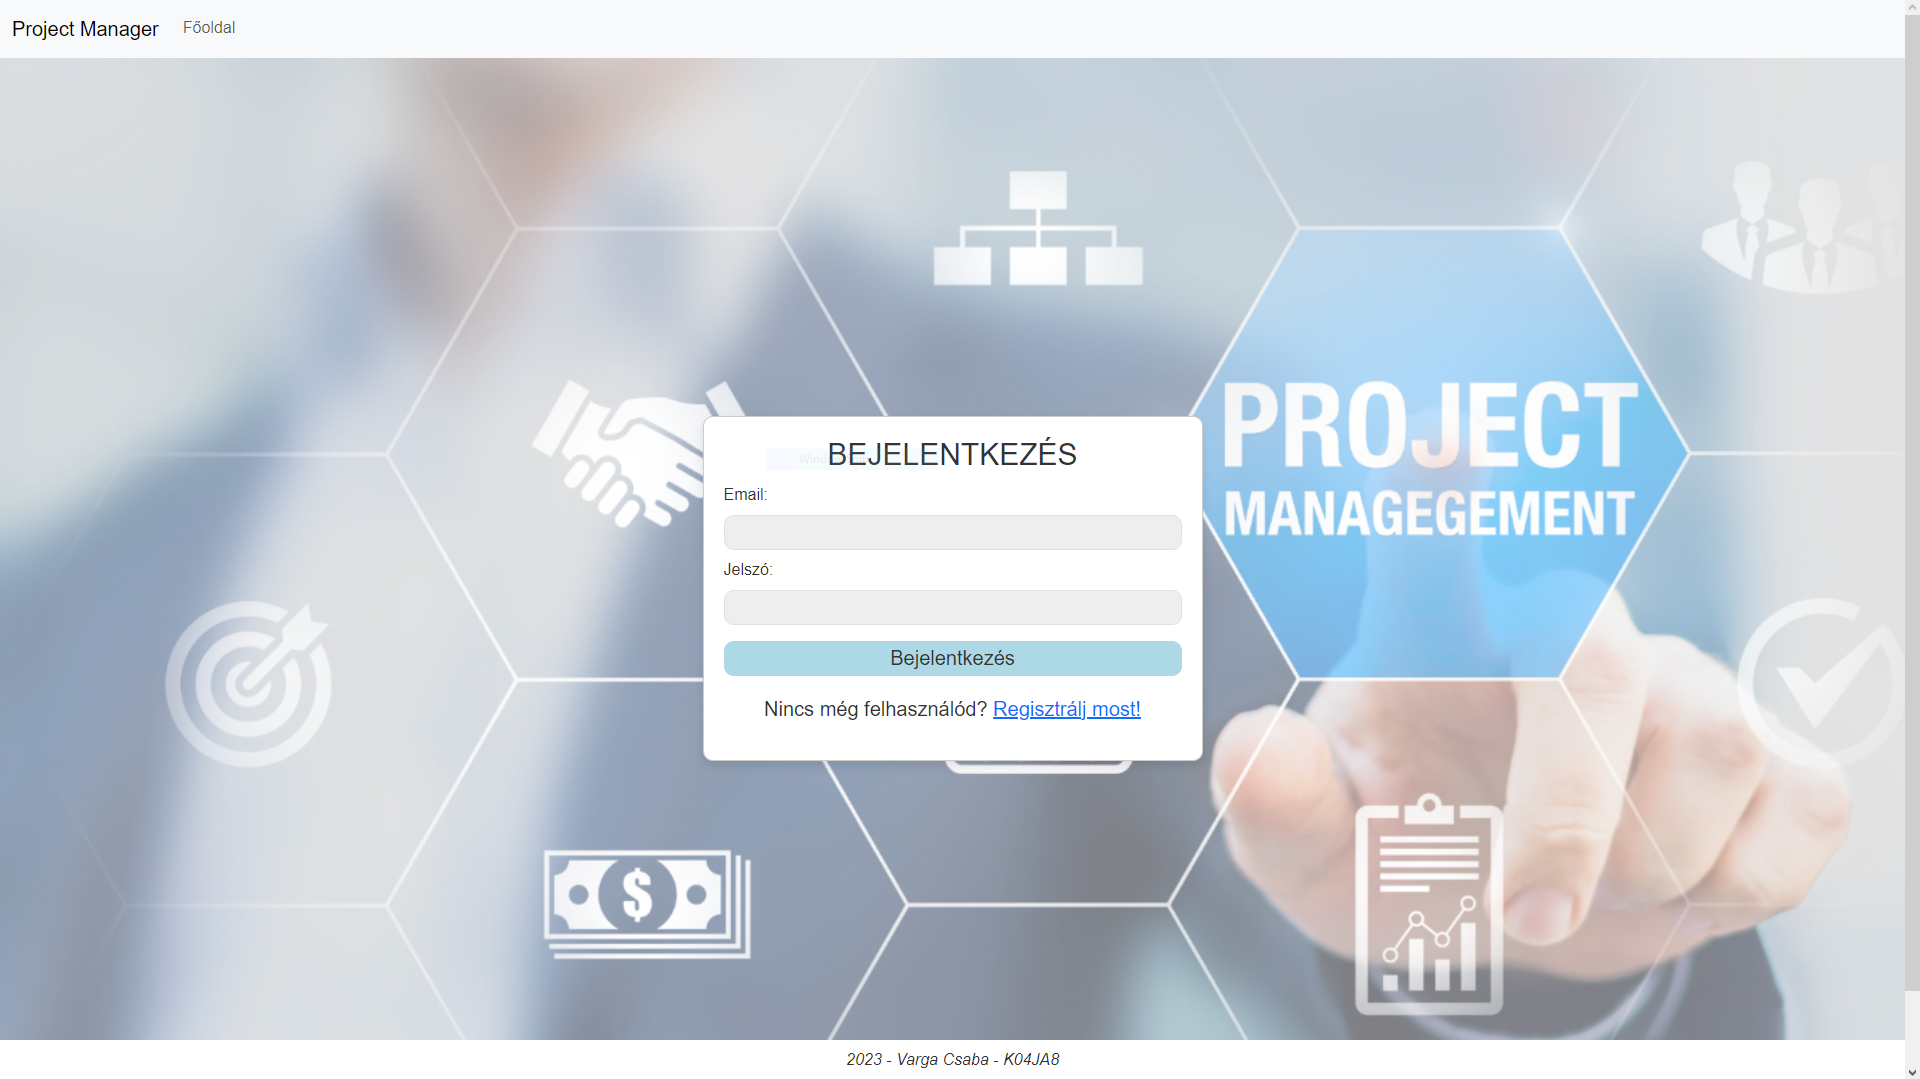 Project Manager Főoldal
PROJECT
MANAGEGEMENT
BEJELENTKEZÉS
Email:
Jelszó:
Bejelentkezés
Nincs még felhasználód? Regisztrálj most!
$
2023 - Varga Csaba - K04JA8